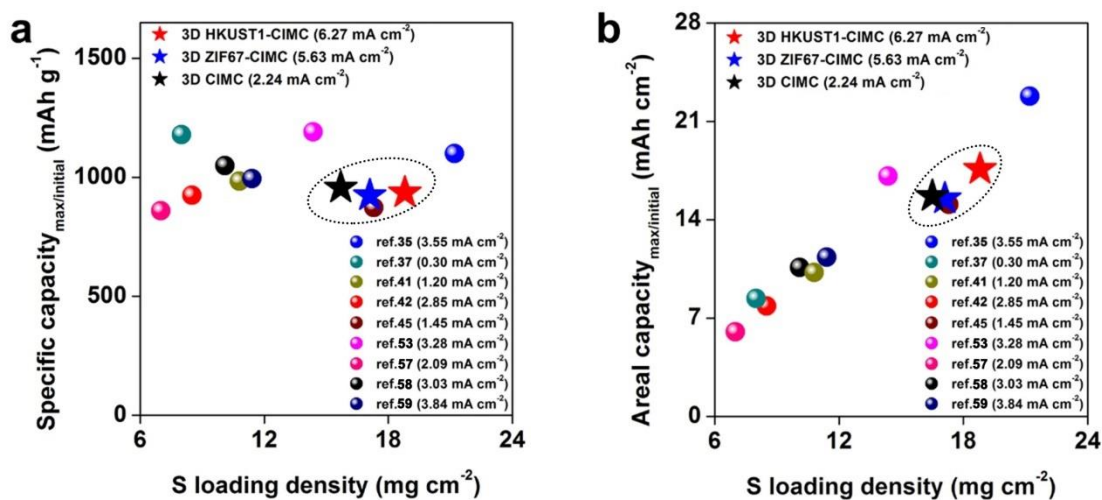 a
Specific capacity max/initial (mAh g⁻¹)
1500
1000
500
0
★ 3D HKUST1-CIMC (6.27 mA cm⁻²)
★ 3D ZIF67-CIMC (5.63 mA cm⁻²)
★ 3D CIMC (2.24 mA cm⁻²)
ref.35 (3.55 mA cm⁻²)
ref.37 (0.30 mA cm⁻²)
ref.41 (1.20 mA cm⁻²)
ref.42 (2.85 mA cm⁻²)
ref.45 (1.45 mA cm⁻²)
ref.53 (3.28 mA cm⁻²)
ref.57 (2.09 mA cm⁻²)
ref.58 (3.03 mA cm⁻²)
ref.59 (3.84 mA cm⁻²)
6 12 18 24
S loading density (mg cm⁻²)
b
Areal capacity max/initial (mAh cm⁻²)
28
21
14
7
0
★ 3D HKUST1-CIMC (6.27 mA cm⁻²)
★ 3D ZIF67-CIMC (5.63 mA cm⁻²)
★ 3D CIMC (2.24 mA cm⁻²)
ref.35 (3.55 mA cm⁻²)
ref.37 (0.30 mA cm⁻²)
ref.41 (1.20 mA cm⁻²)
ref.42 (2.85 mA cm⁻²)
ref.45 (1.45 mA cm⁻²)
ref.53 (3.28 mA cm⁻²)
ref.57 (2.09 mA cm⁻²)
ref.58 (3.03 mA cm⁻²)
ref.59 (3.84 mA cm⁻²)
6 12 18 24
S loading density (mg cm⁻²)